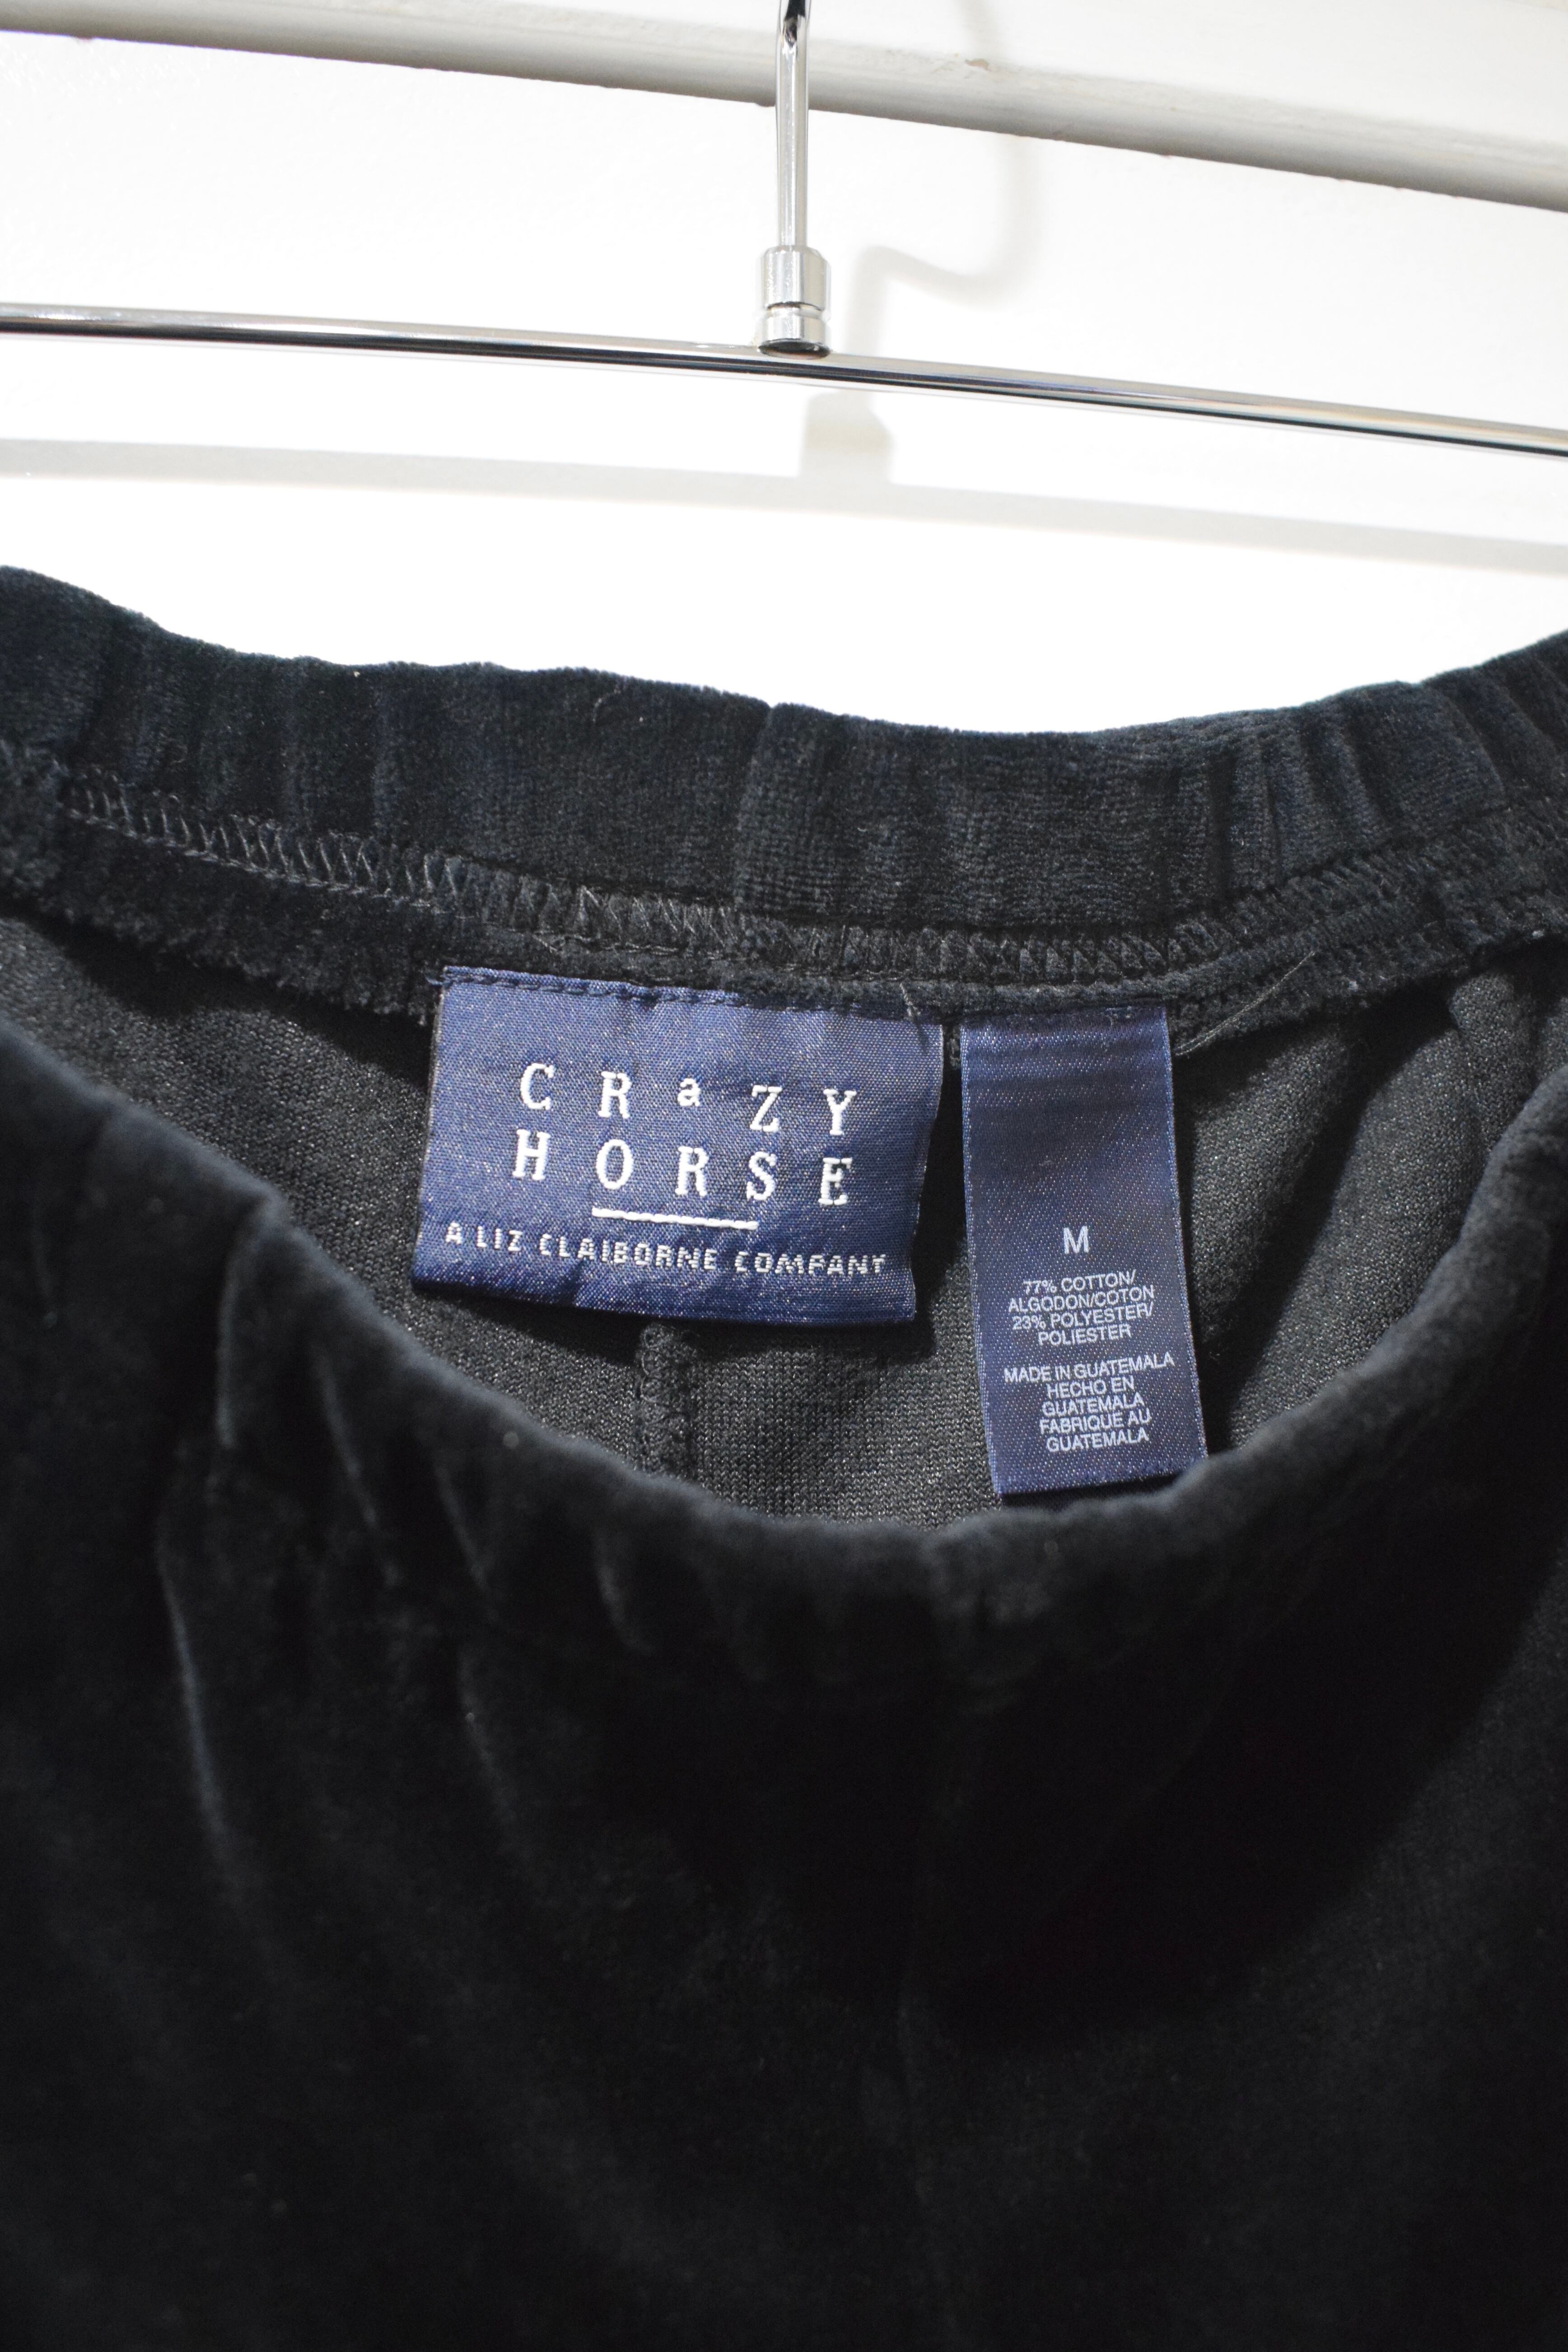 CRaZY
HORSE
A LIZ CLAIBORNE COMPANY
M
77% COTTON/
ALGODON/COTON
23% POLYESTER/
POLIESTER
MADE IN GUATEMALA
HECHO EN
GUATEMALA
FABRIQUE AU
GUATEMALA